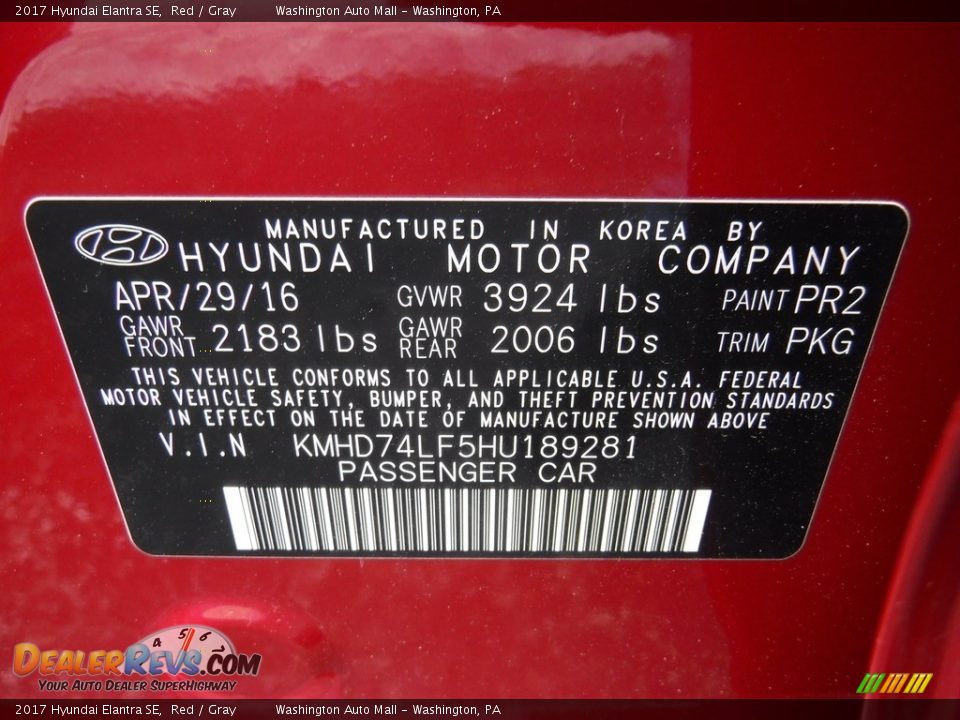 2017 Hyundai Elantra SE, Red / Gray Washington Auto Mall - Washington, PA
MANUFACTURED IN KOREA BY
HYUNDAI MOTOR COMPANY
APR/29/16 GVWR 3924 lbs PAINT PR2
GAWR FRONT 2183 lbs GAWR REAR 2006 lbs TRIM PKG
THIS VEHICLE CONFORMS TO ALL APPLICABLE U.S.A. FEDERAL
MOTOR VEHICLE SAFETY, BUMPER, AND THEFT PREVENTION STANDARDS
IN EFFECT ON THE DATE OF MANUFACTURE SHOWN ABOVE
V.I.N KMHD74LF5HU189281
PASSENGER CAR
4 5 6 7
DEALERREVS.COM
YOUR AUTO DEALER SUPERHIGHWAY
2017 Hyundai Elantra SE, Red / Gray Washington Auto Mall - Washington, PA